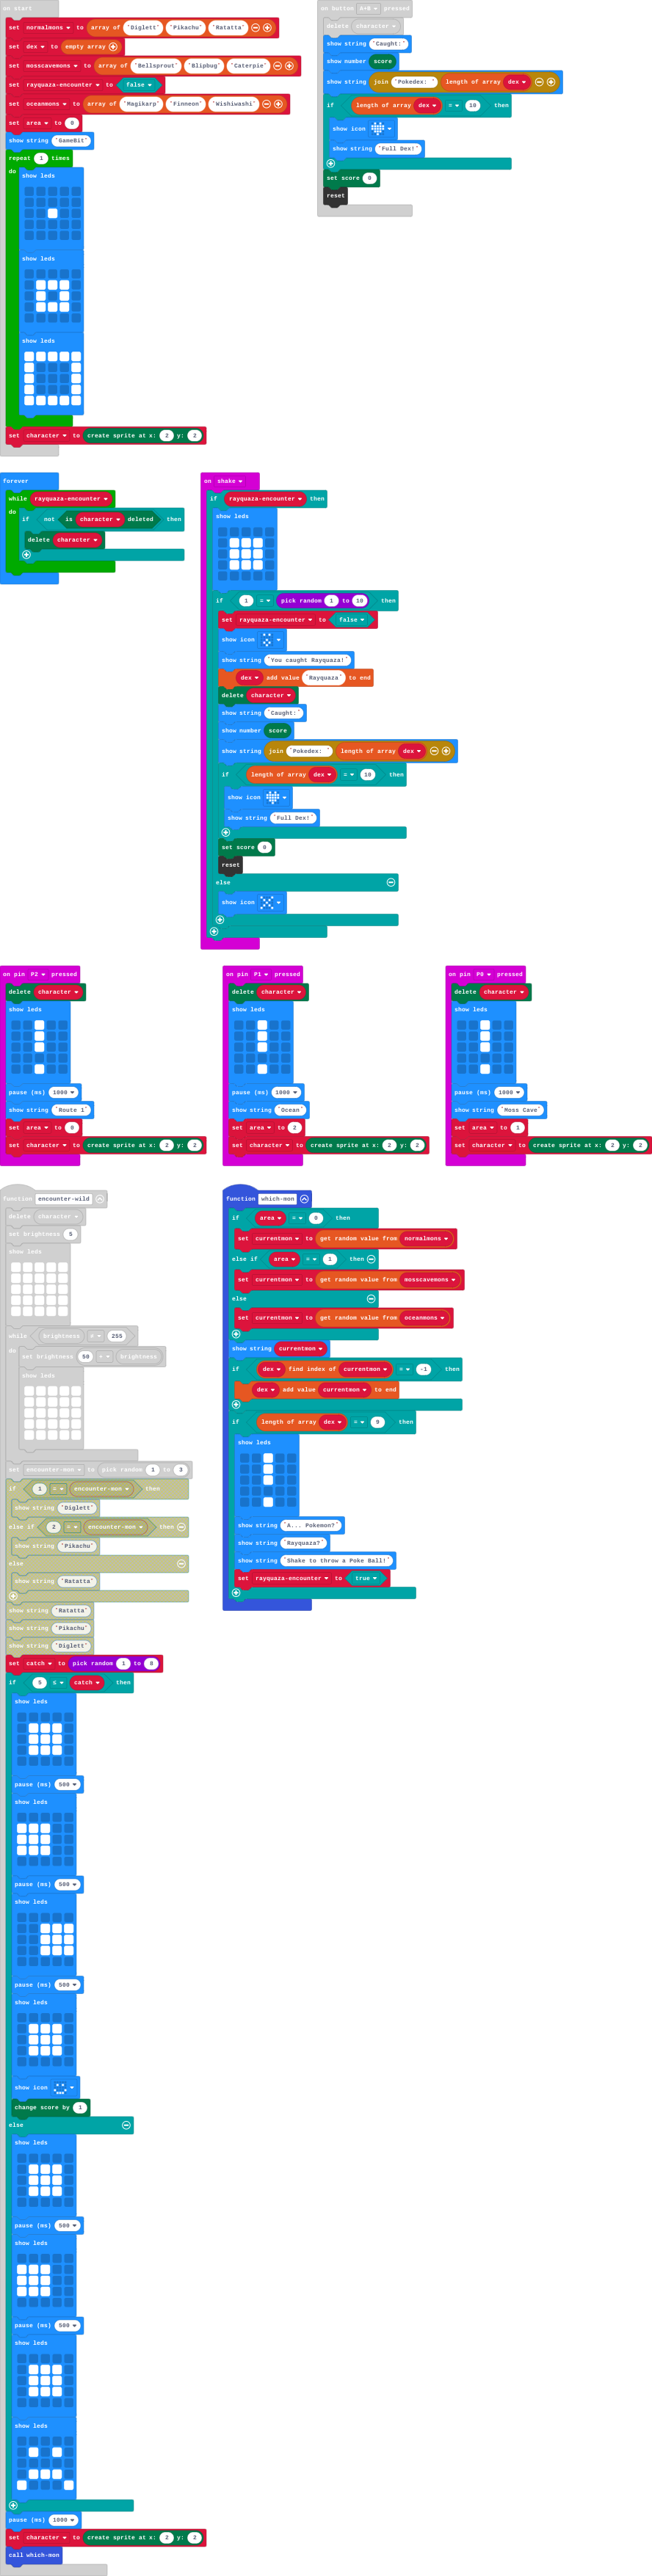 on start
set normalmons to array of "Diglett" "Pikachu" "Ratatta"
set dex to empty array
set mosscavemons to array of "Bellsprout" "Blipbug" "Caterpie"
set rayquaza-encounter to false
set oceanmons to array of "Magikarp" "Finneon" "Wishiwashi"
set area to 0
show string "GameBit"
repeat 1 times
do
show leds
show leds
show leds
set character to create sprite at x: 2 y: 2
on button A+B pressed
delete character
show string "Caught:"
show number score
show string join "Pokedex: " length of array dex
if length of array dex = 10 then
show icon
show string "Full Dex!"
set score 0
reset
forever
while rayquaza-encounter
do
if not is character deleted then
delete character
on shake
if rayquaza-encounter then
show leds
if 1 = pick random 1 to 10 then
set rayquaza-encounter to false
show icon
show string "You caught Rayquaza!"
dex add value "Rayquaza" to end
delete character
show string "Caught:"
show number score
show string join "Pokedex: " length of array dex
if length of array dex = 10 then
show icon
show string "Full Dex!"
set score 0
reset
else
show icon
on pin P2 pressed
delete character
show leds
pause (ms) 1000
show string "Route 1"
set area to 0
set character to create sprite at x: 2 y: 2
on pin P1 pressed
delete character
show leds
pause (ms) 1000
show string "Ocean"
set area to 2
set character to create sprite at x: 2 y: 2
on pin P0 pressed
delete character
show leds
pause (ms) 1000
show string "Moss Cave"
set area to 1
set character to create sprite at x: 2 y: 2
function encounter-wild
delete character
set brightness 5
show leds
while brightness 255
do
set brightness 50 brightness
show leds
set encounter-mon to pick random 1 to 3
if 1 = encounter-mon then
show string "Diglett"
else if 2 = encounter-mon then
show string "Pikachu"
else
show string "Ratatta"
show string "Ratatta"
show string "Pikachu"
show string "Diglett"
set catch to pick random 1 to 8
if 5 ≤ catch then
show leds
pause (ms) 500
show leds
pause (ms) 500
show leds
pause (ms) 500
show leds
show icon
change score by 1
else
show leds
pause (ms) 500
show leds
pause (ms) 500
show leds
show leds
pause (ms) 1000
set character to create sprite at x: 2 y: 2
call which-mon
function which-mon
if area = 0 then
set currentmon to get random value from normalmons
else if area = 1 then
set currentmon to get random value from mosscavemons
else
set currentmon to get random value from oceanmons
show string currentmon
if dex find index of currentmon = -1 then
dex add value currentmon to end
if length of array dex = 9 then
show leds
show string "A... Pokemon?"
show string "Rayquaza?"
show string "Shake to throw a Poke Ball!"
set rayquaza-encounter to true